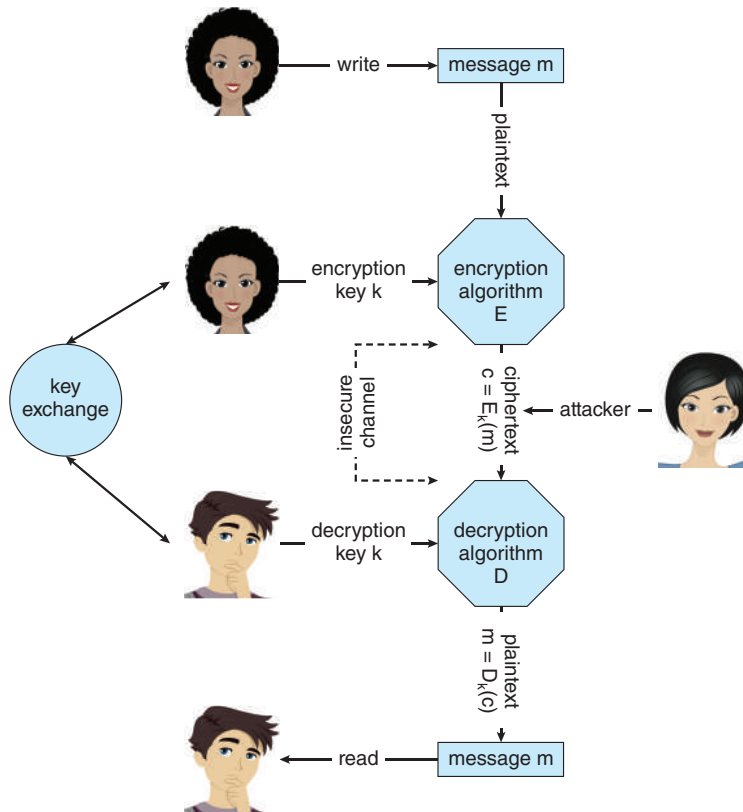 write
message m
plaintext
encryption
key k
encryption
algorithm
E
key
exchange
insecure
channel
ciphertext
c = Eₖ(m)
attacker
decryption
key k
decryption
algorithm
D
plaintext
m = Dₖ(c)
read
message m